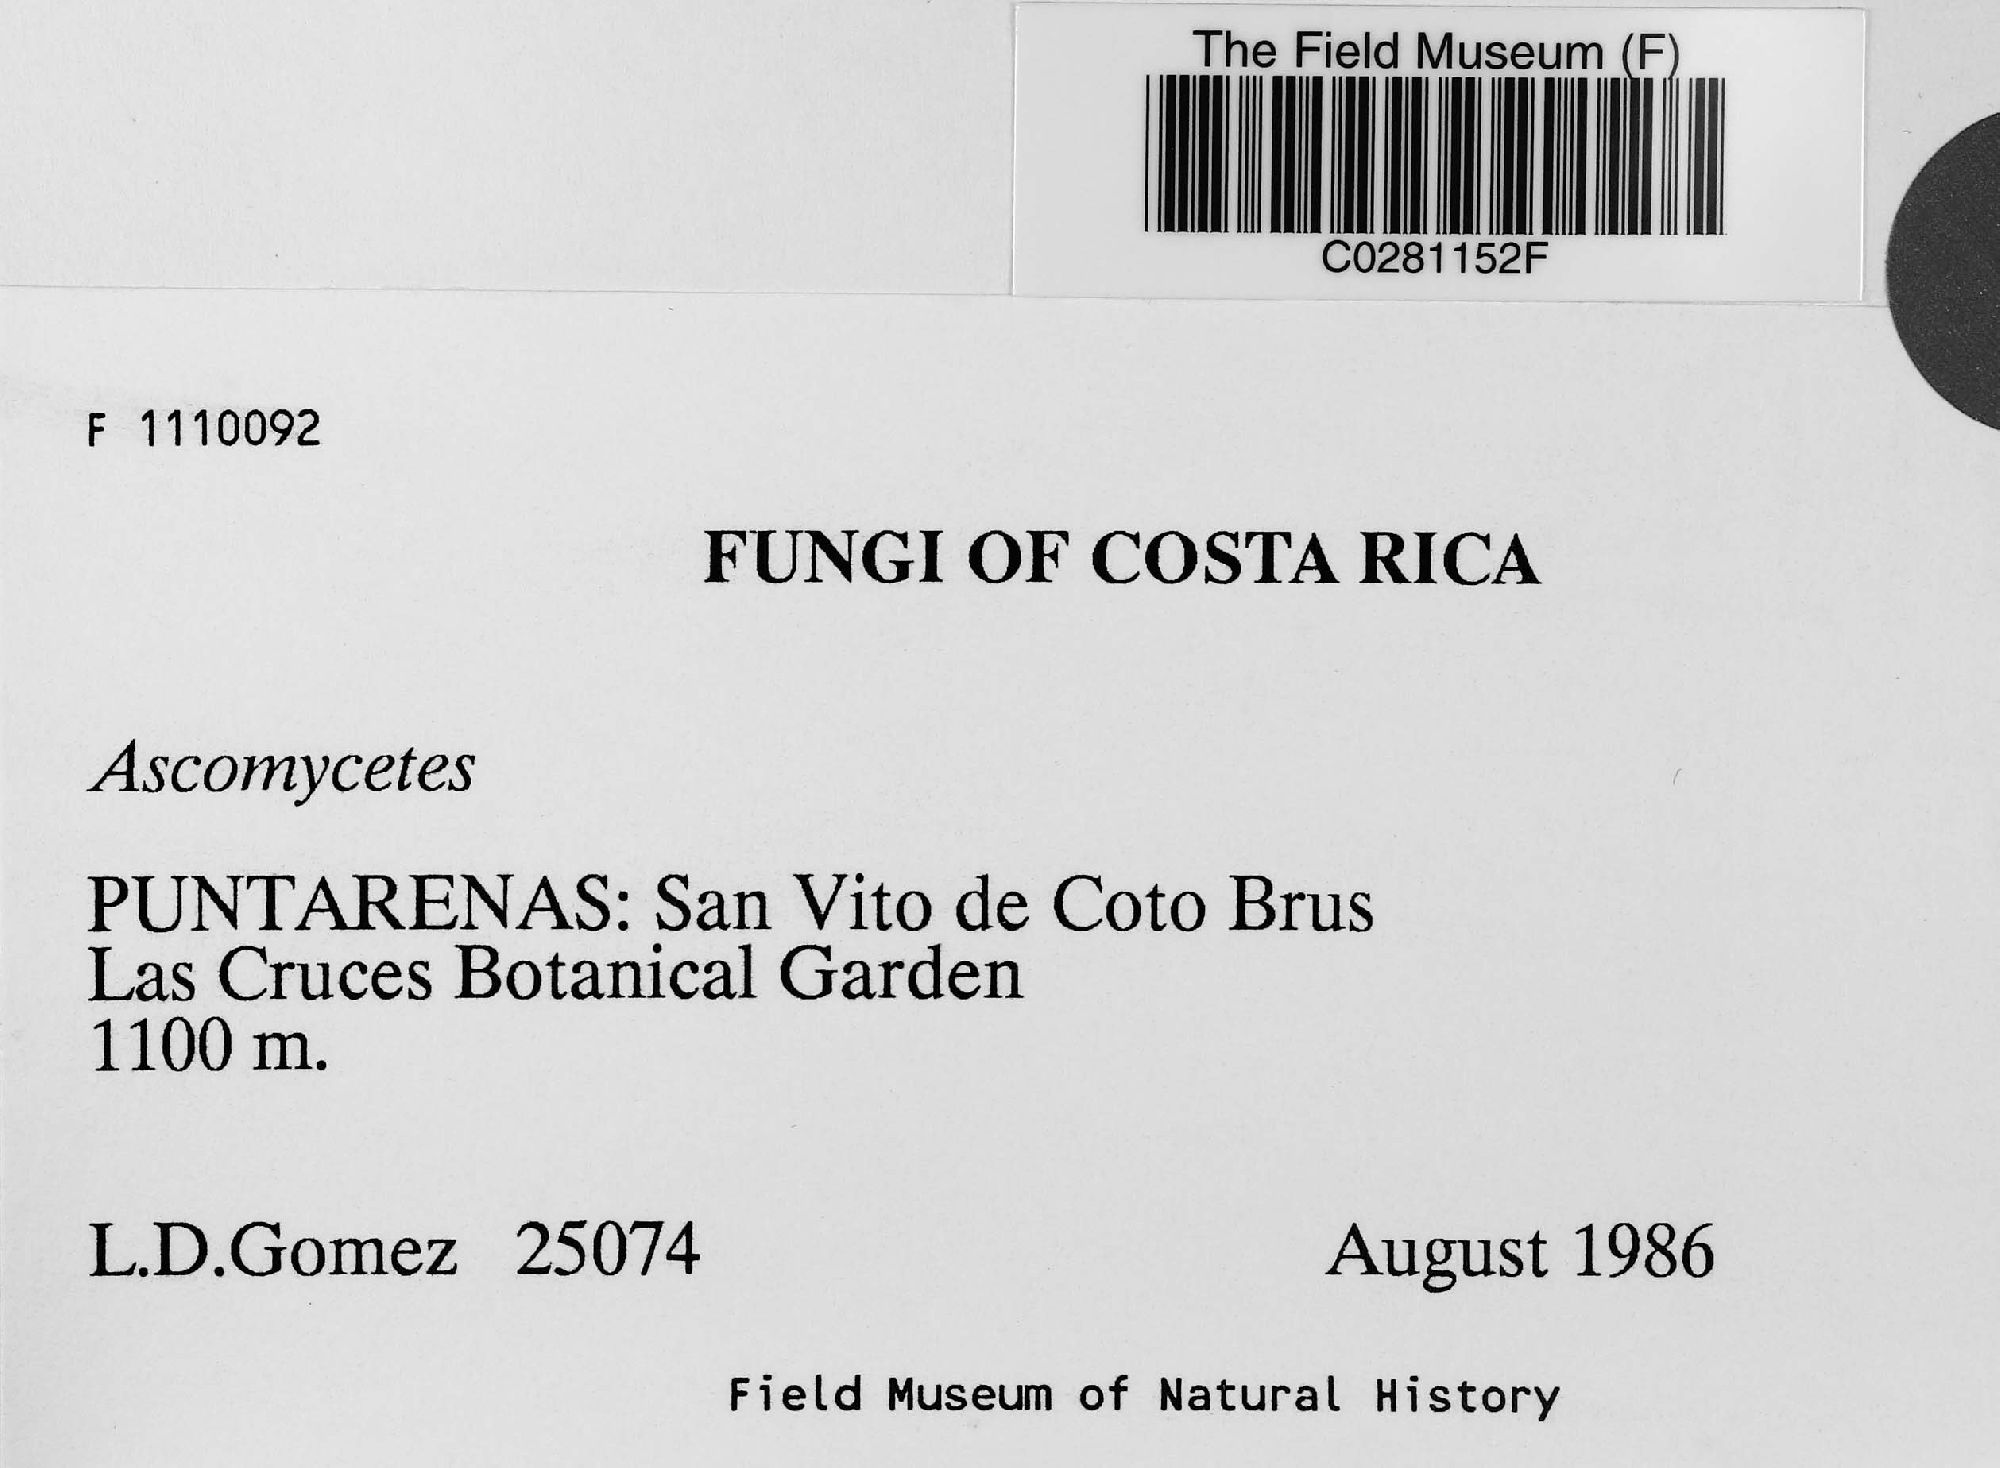 The Field Museum (F)
C0281152F
F 1110092
FUNGI OF COSTA RICA
Ascomycetes
PUNTARENAS: San Vito de Coto Brus
Las Cruces Botanical Garden
1100 m.
L.D.Gomez 25074 August 1986
Field Museum of Natural History